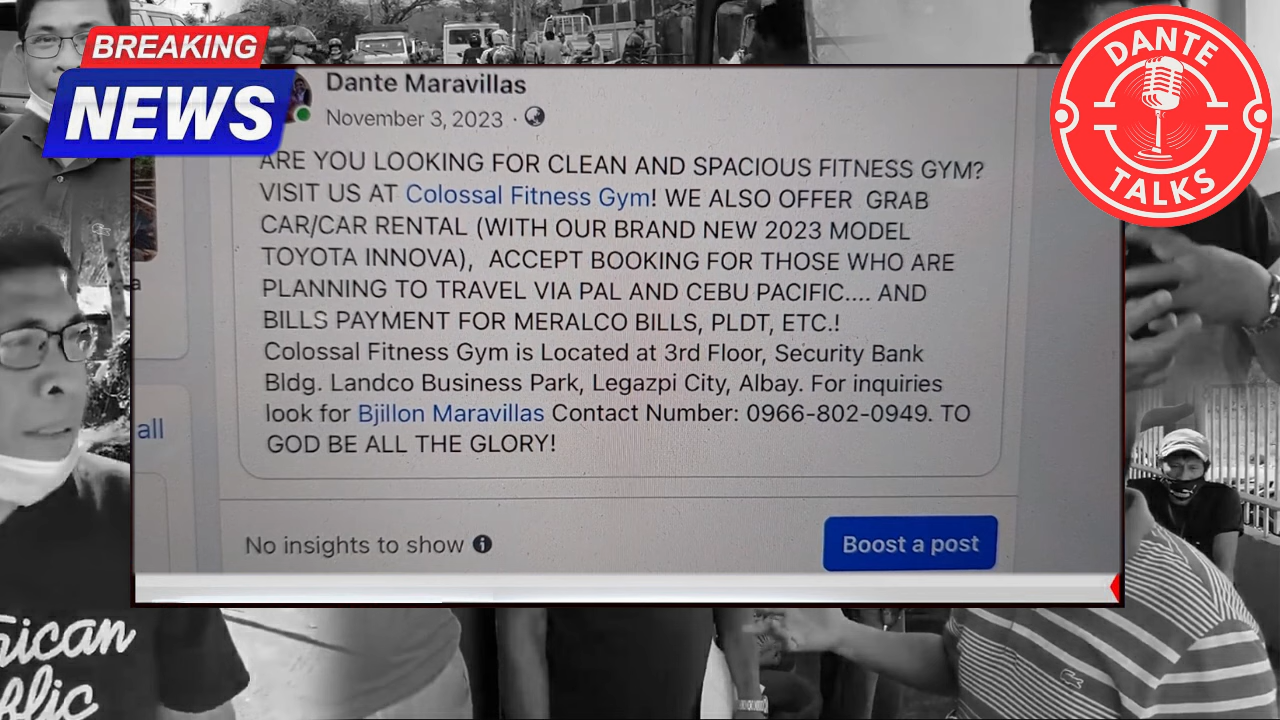 BREAKING
NEWS
DANTE
TALKS
Dante Maravillas
November 3, 2023 ·
ARE YOU LOOKING FOR CLEAN AND SPACIOUS FITNESS GYM?
VISIT US AT Colossal Fitness Gym! WE ALSO OFFER  GRAB
CAR/CAR RENTAL (WITH OUR BRAND NEW 2023 MODEL
TOYOTA INNOVA),  ACCEPT BOOKING FOR THOSE WHO ARE
PLANNING TO TRAVEL VIA PAL AND CEBU PACIFIC.... AND
BILLS PAYMENT FOR MERALCO BILLS, PLDT, ETC.!
Colossal Fitness Gym is Located at 3rd Floor, Security Bank
Bldg. Landco Business Park, Legazpi City, Albay. For inquiries
look for Bjillon Maravillas Contact Number: 0966-802-0949. TO
GOD BE ALL THE GLORY!
all
No insights to show
Boost a post